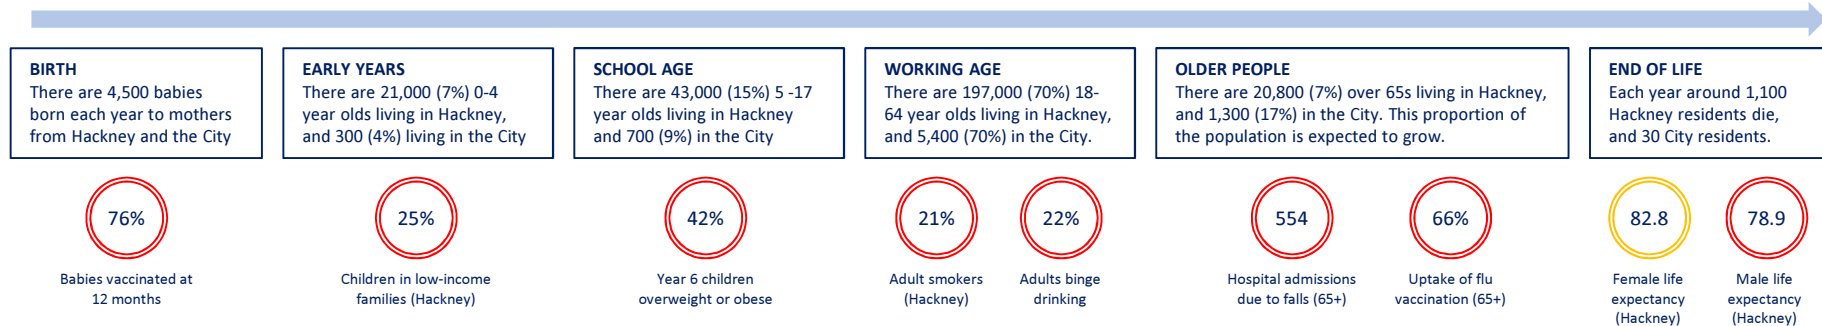 BIRTH
There are 4,500 babies
born each year to mothers
from Hackney and the City
EARLY YEARS
There are 21,000 (7%) 0-4
year olds living in Hackney,
and 300 (4%) living in the City
SCHOOL AGE
There are 43,000 (15%) 5 -17
year olds living in Hackney
and 700 (9%) in the City
WORKING AGE
There are 197,000 (70%) 18-
64 year olds living in Hackney,
and 5,400 (70%) in the City.
OLDER PEOPLE
There are 20,800 (7%) over 65s living in Hackney,
and 1,300 (17%) in the City. This proportion of
the population is expected to grow.
END OF LIFE
Each year around 1,100
Hackney residents die,
and 30 City residents.
76%
Babies vaccinated at
12 months
25%
Children in low-income
families (Hackney)
42%
Year 6 children
overweight or obese
21%
Adult smokers
(Hackney)
22%
Adults binge
drinking
554
Hospital admissions
due to falls (65+)
66%
Uptake of flu
vaccination (65+)
82.8
Female life
expectancy
(Hackney)
78.9
Male life
expectancy
(Hackney)